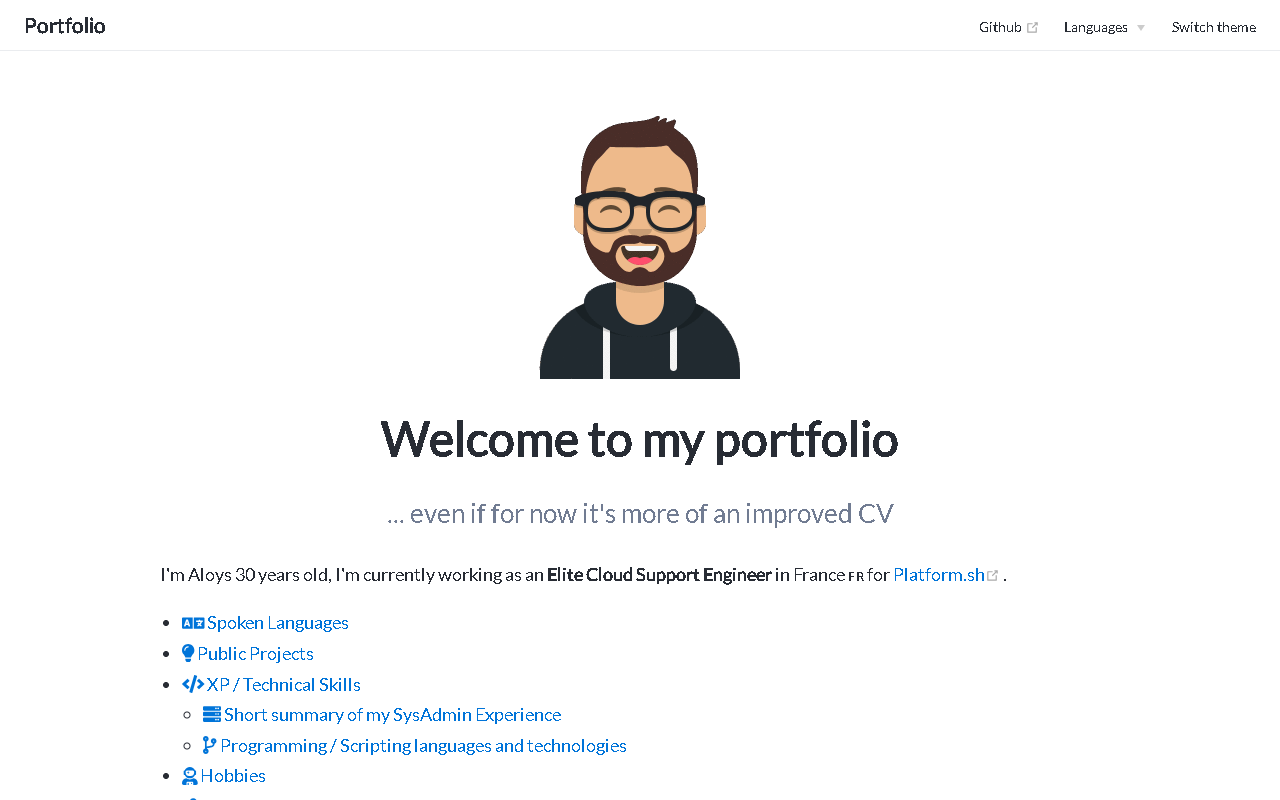 Portfolio
Github
Languages
Switch theme
Welcome to my portfolio
... even if for now it's more of an improved CV
I'm Aloys 30 years old, I'm currently working as an Elite Cloud Support Engineer in France FR for Platform.sh .
Spoken Languages
Public Projects
XP / Technical Skills
Short summary of my SysAdmin Experience
Programming / Scripting languages and technologies
Hobbies